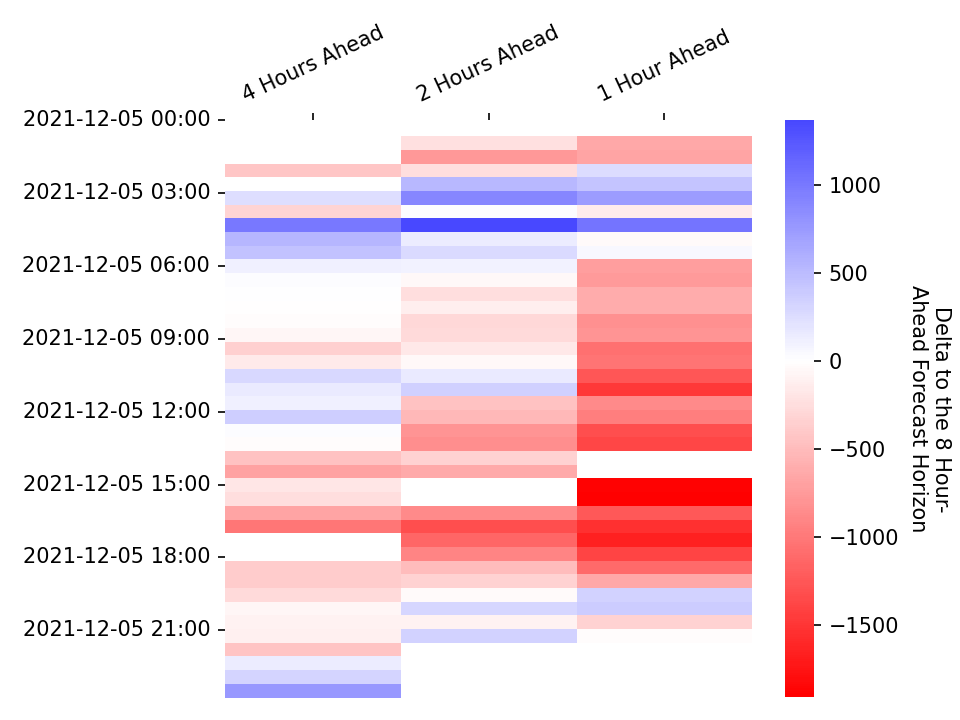 4 Hours Ahead
2 Hours Ahead
1 Hour Ahead
2021-12-05 00:00
2021-12-05 03:00
2021-12-05 06:00
2021-12-05 09:00
2021-12-05 12:00
2021-12-05 15:00
2021-12-05 18:00
2021-12-05 21:00
1000
500
0
−500
−1000
−1500
Delta to the 8 Hour-
Ahead Forecast Horizon